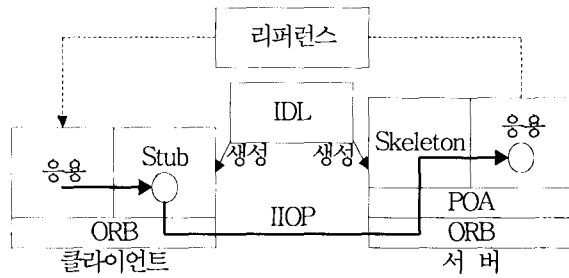 리퍼런스
IDL
응용
Stub
생성
생성
Skeleton
응용
POA
IIOP
ORB
ORB
클라이언트
서 버